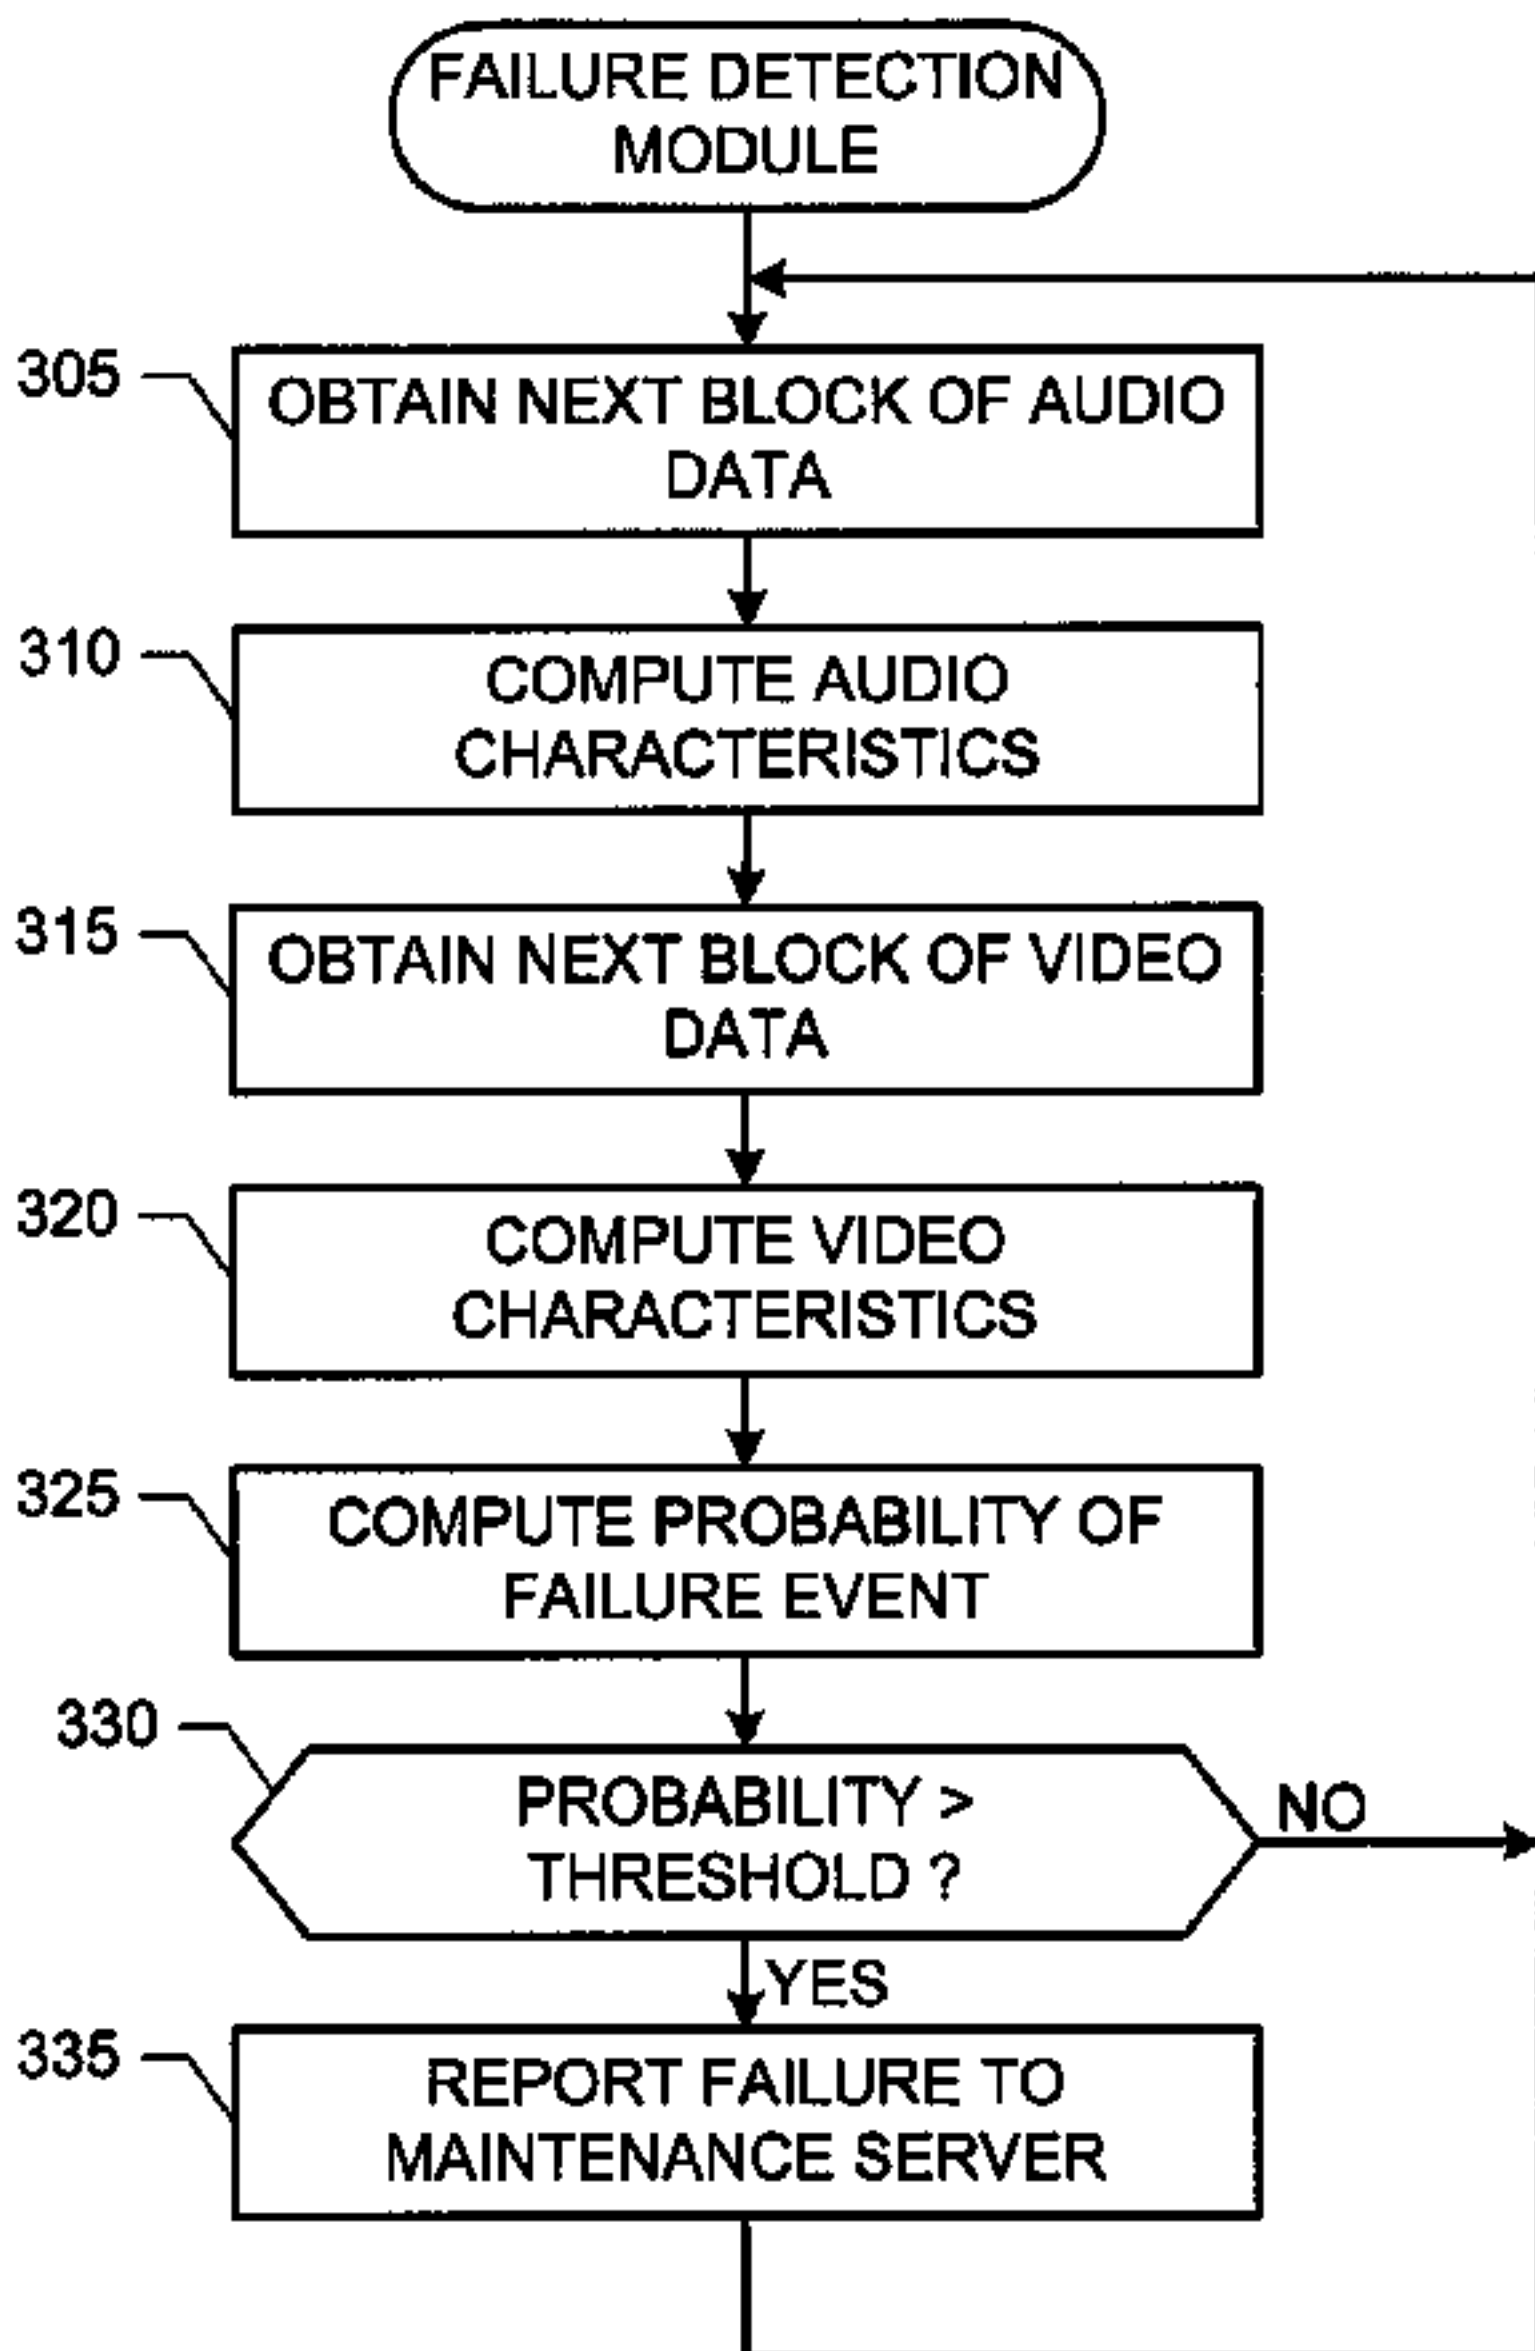 FAILURE DETECTION
MODULE
305
OBTAIN NEXT BLOCK OF AUDIO
DATA
310
COMPUTE AUDIO
CHARACTERISTICS
315
OBTAIN NEXT BLOCK OF VIDEO
DATA
320
COMPUTE VIDEO
CHARACTERISTICS
325
COMPUTE PROBABILITY OF
FAILURE EVENT
330
PROBABILITY >
THRESHOLD ?
NO
YES
335
REPORT FAILURE TO
MAINTENANCE SERVER